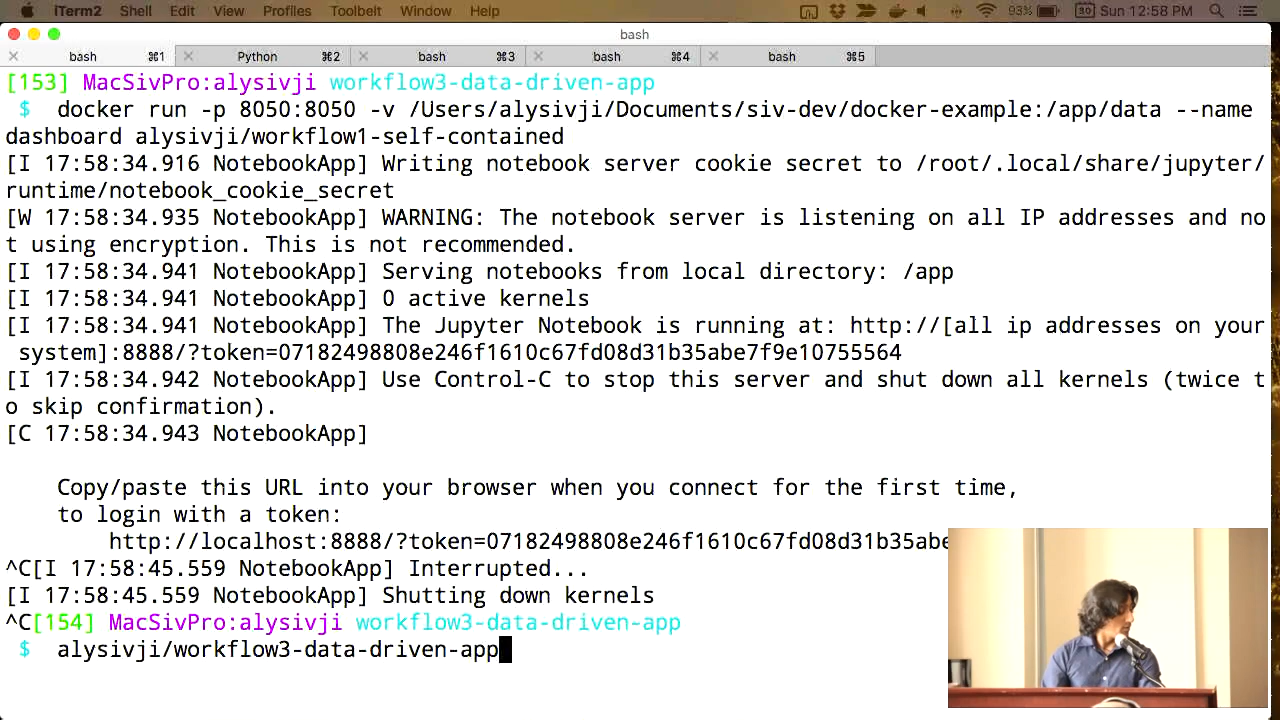 iTerm2 Shell Edit View Profiles Toolbelt Window Help 93% 30 Sun 12:58 PM
bash
bash ⌘1 Python ⌘2 bash ⌘3 bash ⌘4 bash ⌘5
[153] MacSivPro:alysivji workflow3-data-driven-app
$ docker run -p 8050:8050 -v /Users/alysivji/Documents/siv-dev/docker-example:/app/data --name
dashboard alysivji/workflow1-self-contained
[I 17:58:34.916 NotebookApp] Writing notebook server cookie secret to /root/.local/share/jupyter/
runtime/notebook_cookie_secret
[W 17:58:34.935 NotebookApp] WARNING: The notebook server is listening on all IP addresses and no
t using encryption. This is not recommended.
[I 17:58:34.941 NotebookApp] Serving notebooks from local directory: /app
[I 17:58:34.941 NotebookApp] 0 active kernels
[I 17:58:34.941 NotebookApp] The Jupyter Notebook is running at: http://[all ip addresses on your
system]:8888/?token=07182498808e246f1610c67fd08d31b35abe7f9e10755564
[I 17:58:34.942 NotebookApp] Use Control-C to stop this server and shut down all kernels (twice t
o skip confirmation).
[C 17:58:34.943 NotebookApp]
Copy/paste this URL into your browser when you connect for the first time,
to login with a token:
http://localhost:8888/?token=07182498808e246f1610c67fd08d31b35abe
^C[I 17:58:45.559 NotebookApp] Interrupted...
[I 17:58:45.559 NotebookApp] Shutting down kernels
^C[154] MacSivPro:alysivji workflow3-data-driven-app
$ alysivji/workflow3-data-driven-app